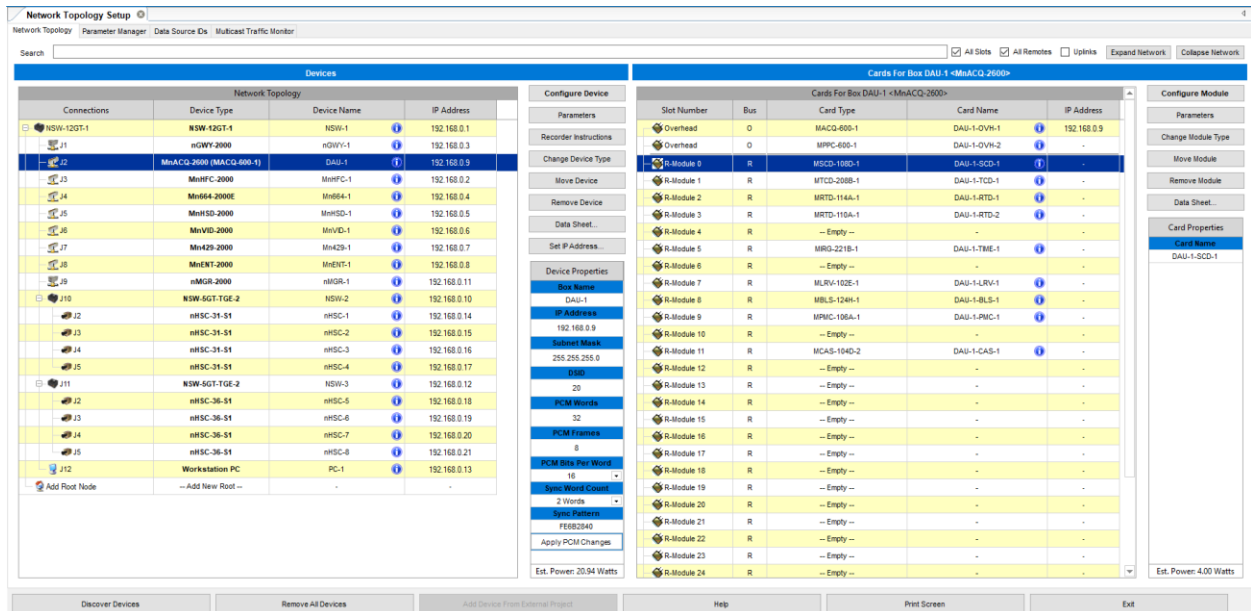 Network Topology Setup
Network Topology Parameter Manager Data Source IDs Multicast Traffic Monitor
Search All Slots All Remotes Uplinks Expand Network Collapse Network
Devices
Network Topology
Connections Device Type Device Name IP Address
NSW-12GT-1 NSW-12GT-1 NSW-1 192.168.0.1
J1 nGWY-2000 nGWY-1 192.168.0.3
J2 MnACQ-2600 (MACQ-600-1) DAU-1 192.168.0.9
J3 MnHFC-2000 MnHFC-1 192.168.0.2
J4 Mn664-2000E Mn664-1 192.168.0.4
J5 MnHSD-2000 MnHSD-1 192.168.0.5
J6 MnVID-2000 MnVID-1 192.168.0.6
J7 Mn429-2000 Mn429-1 192.168.0.7
J8 MnENT-2000 MnENT-1 192.168.0.8
J9 nMGR-2000 nMGR-1 192.168.0.11
J10 NSW-5GT-TGE-2 NSW-2 192.168.0.10
J2 nHSC-31-S1 nHSC-1 192.168.0.14
J3 nHSC-31-S1 nHSC-2 192.168.0.15
J4 nHSC-31-S1 nHSC-3 192.168.0.16
J5 nHSC-31-S1 nHSC-4 192.168.0.17
J11 NSW-5GT-TGE-2 NSW-3 192.168.0.12
J2 nHSC-36-S1 nHSC-5 192.168.0.18
J3 nHSC-36-S1 nHSC-6 192.168.0.19
J4 nHSC-36-S1 nHSC-7 192.168.0.20
J5 nHSC-36-S1 nHSC-8 192.168.0.21
J12 Workstation PC PC-1 192.168.0.13
Add Root Node -- Add New Root -- - -
Configure Device
Parameters
Recorder Instructions
Change Device Type
Move Device
Remove Device
Data Sheet...
Set IP Address...
Device Properties
Box Name
DAU-1
IP Address
192.168.0.9
Subnet Mask
255.255.255.0
DSID
20
PCM Words
32
PCM Frames
8
PCM Bits Per Word
16
Sync Word Count
2 Words
Sync Pattern
FE6B2840
Apply PCM Changes
Est. Power: 20.94 Watts
Cards For Box DAU-1 <MnACQ-2600>
Cards For Box DAU-1 <MnACQ-2600>
Slot Number Bus Card Type Card Name IP Address
Overhead O MACQ-600-1 DAU-1-OVH-1 192.168.0.9
Overhead O MPPC-600-1 DAU-1-OVH-2 -
R-Module 0 R MSCD-108D-1 DAU-1-SCD-1 -
R-Module 1 R MTCD-208B-1 DAU-1-TCD-1 -
R-Module 2 R MRTD-114A-1 DAU-1-RTD-1 -
R-Module 3 R MRTD-110A-1 DAU-1-RTD-2 -
R-Module 4 R -- Empty -- - -
R-Module 5 R MIRG-221B-1 DAU-1-TIME-1 -
R-Module 6 R -- Empty -- - -
R-Module 7 R MLRV-102E-1 DAU-1-LRV-1 -
R-Module 8 R MBLS-124H-1 DAU-1-BLS-1 -
R-Module 9 R MPMC-106A-1 DAU-1-PMC-1 -
R-Module 10 R -- Empty -- - -
R-Module 11 R MCAS-104D-2 DAU-1-CAS-1 -
R-Module 12 R -- Empty -- - -
R-Module 13 R -- Empty -- - -
R-Module 14 R -- Empty -- - -
R-Module 15 R -- Empty -- - -
R-Module 16 R -- Empty -- - -
R-Module 17 R -- Empty -- - -
R-Module 18 R -- Empty -- - -
R-Module 19 R -- Empty -- - -
R-Module 20 R -- Empty -- - -
R-Module 21 R -- Empty -- - -
R-Module 22 R -- Empty -- - -
R-Module 23 R -- Empty -- - -
R-Module 24 R -- Empty -- - -
Configure Module
Parameters
Change Module Type
Move Module
Remove Module
Data Sheet...
Card Properties
Card Name
DAU-1-SCD-1
Est. Power: 4.00 Watts
Discover Devices Remove All Devices Add Device From External Project Help Print Screen Exit